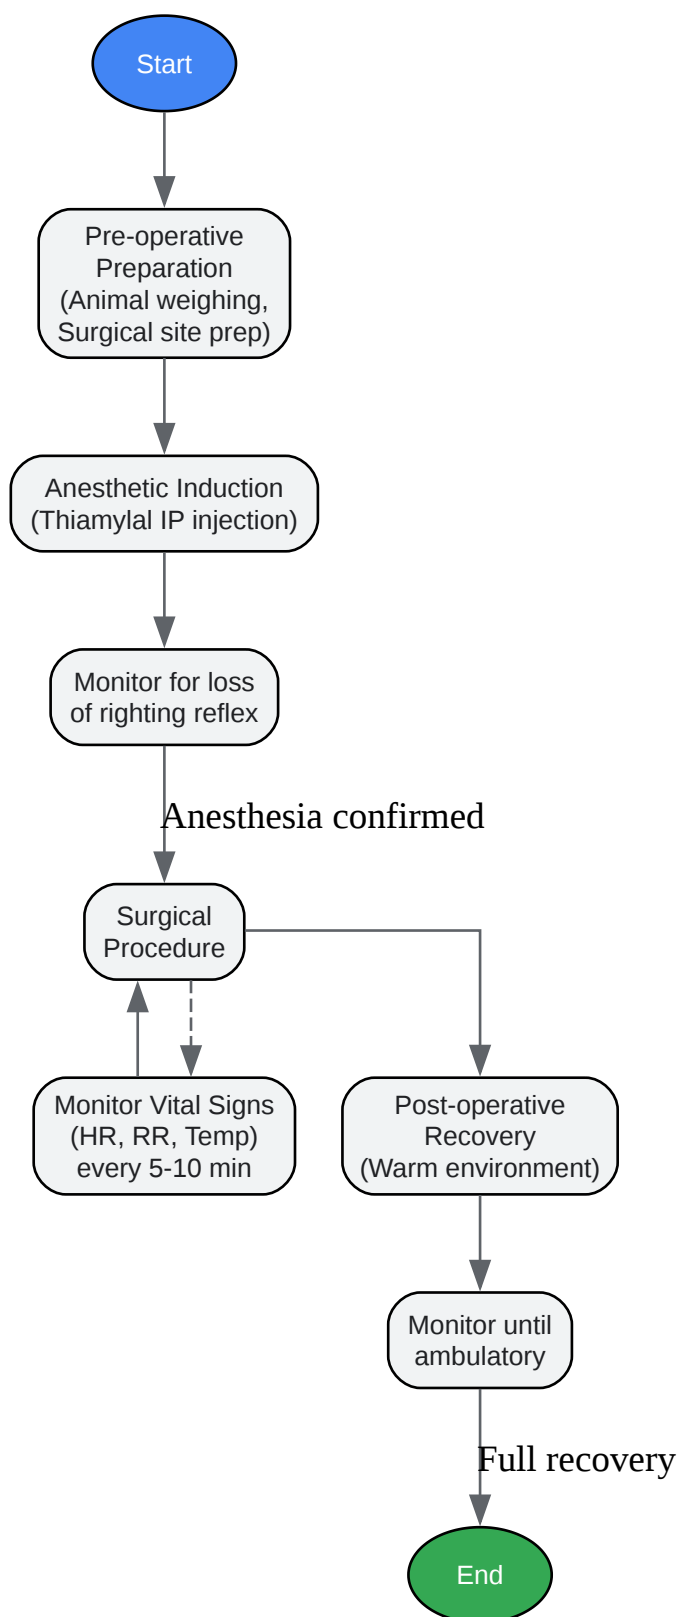 Start
Pre-operative
Preparation
(Animal weighing,
Surgical site prep)
Anesthetic Induction
(Thiamylal IP injection)
Monitor for loss
of righting reflex
Anesthesia confirmed
Surgical
Procedure
Monitor Vital Signs
(HR, RR, Temp)
every 5-10 min
Post-operative
Recovery
(Warm environment)
Monitor until
ambulatory
Full recovery
End